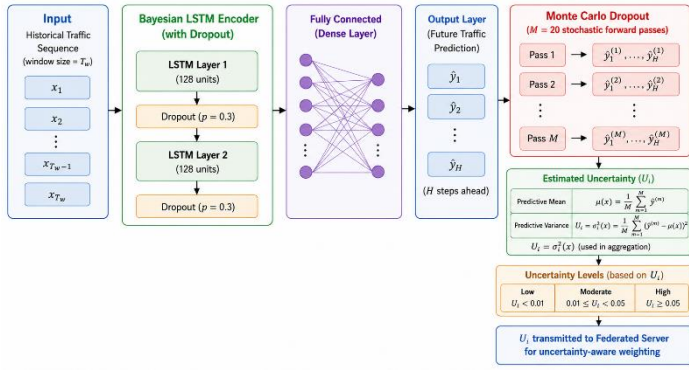 Input
Historical Traffic
Sequence
(window size = T_w)
x_1
x_2
⋮
x_{T_w−1}
x_{T_w}
Bayesian LSTM Encoder
(with Dropout)
LSTM Layer 1
(128 units)
Dropout (p = 0.3)
LSTM Layer 2
(128 units)
Dropout (p = 0.3)
Fully Connected
(Dense Layer)
Output Layer
(Future Traffic
Prediction)
ŷ_1
ŷ_2
⋮
ŷ_H
(H steps ahead)
Monte Carlo Dropout
(M = 20 stochastic forward passes)
Pass 1 ŷ_1^{(1)}, ..., ŷ_H^{(1)}
Pass 2 ŷ_1^{(2)}, ..., ŷ_H^{(2)}
⋮ ⋮
Pass M ŷ_1^{(M)}, ..., ŷ_H^{(M)}
Estimated Uncertainty (U_i)
Predictive Mean μ(x) = \frac{1}{M} \sum_{m=1}^{M} ŷ^{(m)}
Predictive Variance U_i = σ_i^2(x) = \frac{1}{M} \sum_{m=1}^{M} (ŷ^{(m)} − μ(x))^2
U_i = σ_i^2(x) (used in aggregation)
Uncertainty Levels (based on U_i)
Low Moderate High
U_i < 0.01 0.01 ≤ U_i < 0.05 U_i ≥ 0.05
U_i transmitted to Federated Server
for uncertainty-aware weighting